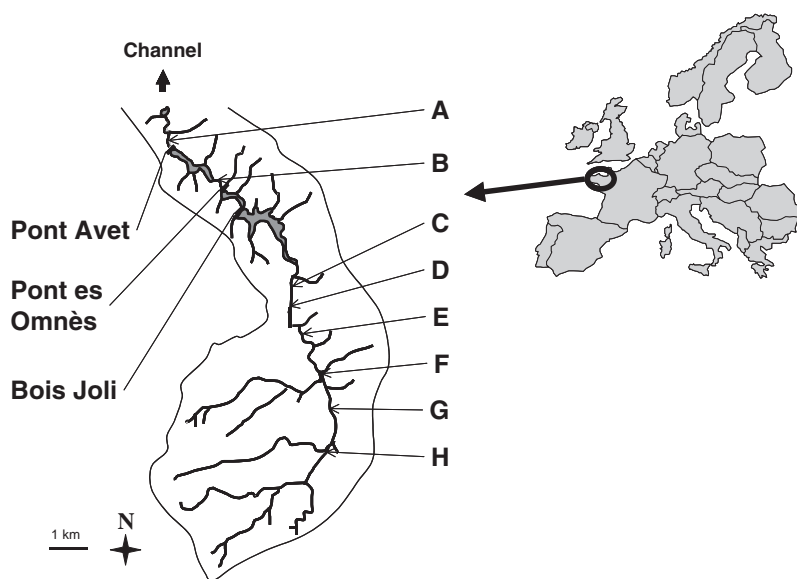 Channel
A
B
C
D
E
F
G
H
Pont Avet
Pont es
Omnès
Bois Joli
N
1 km